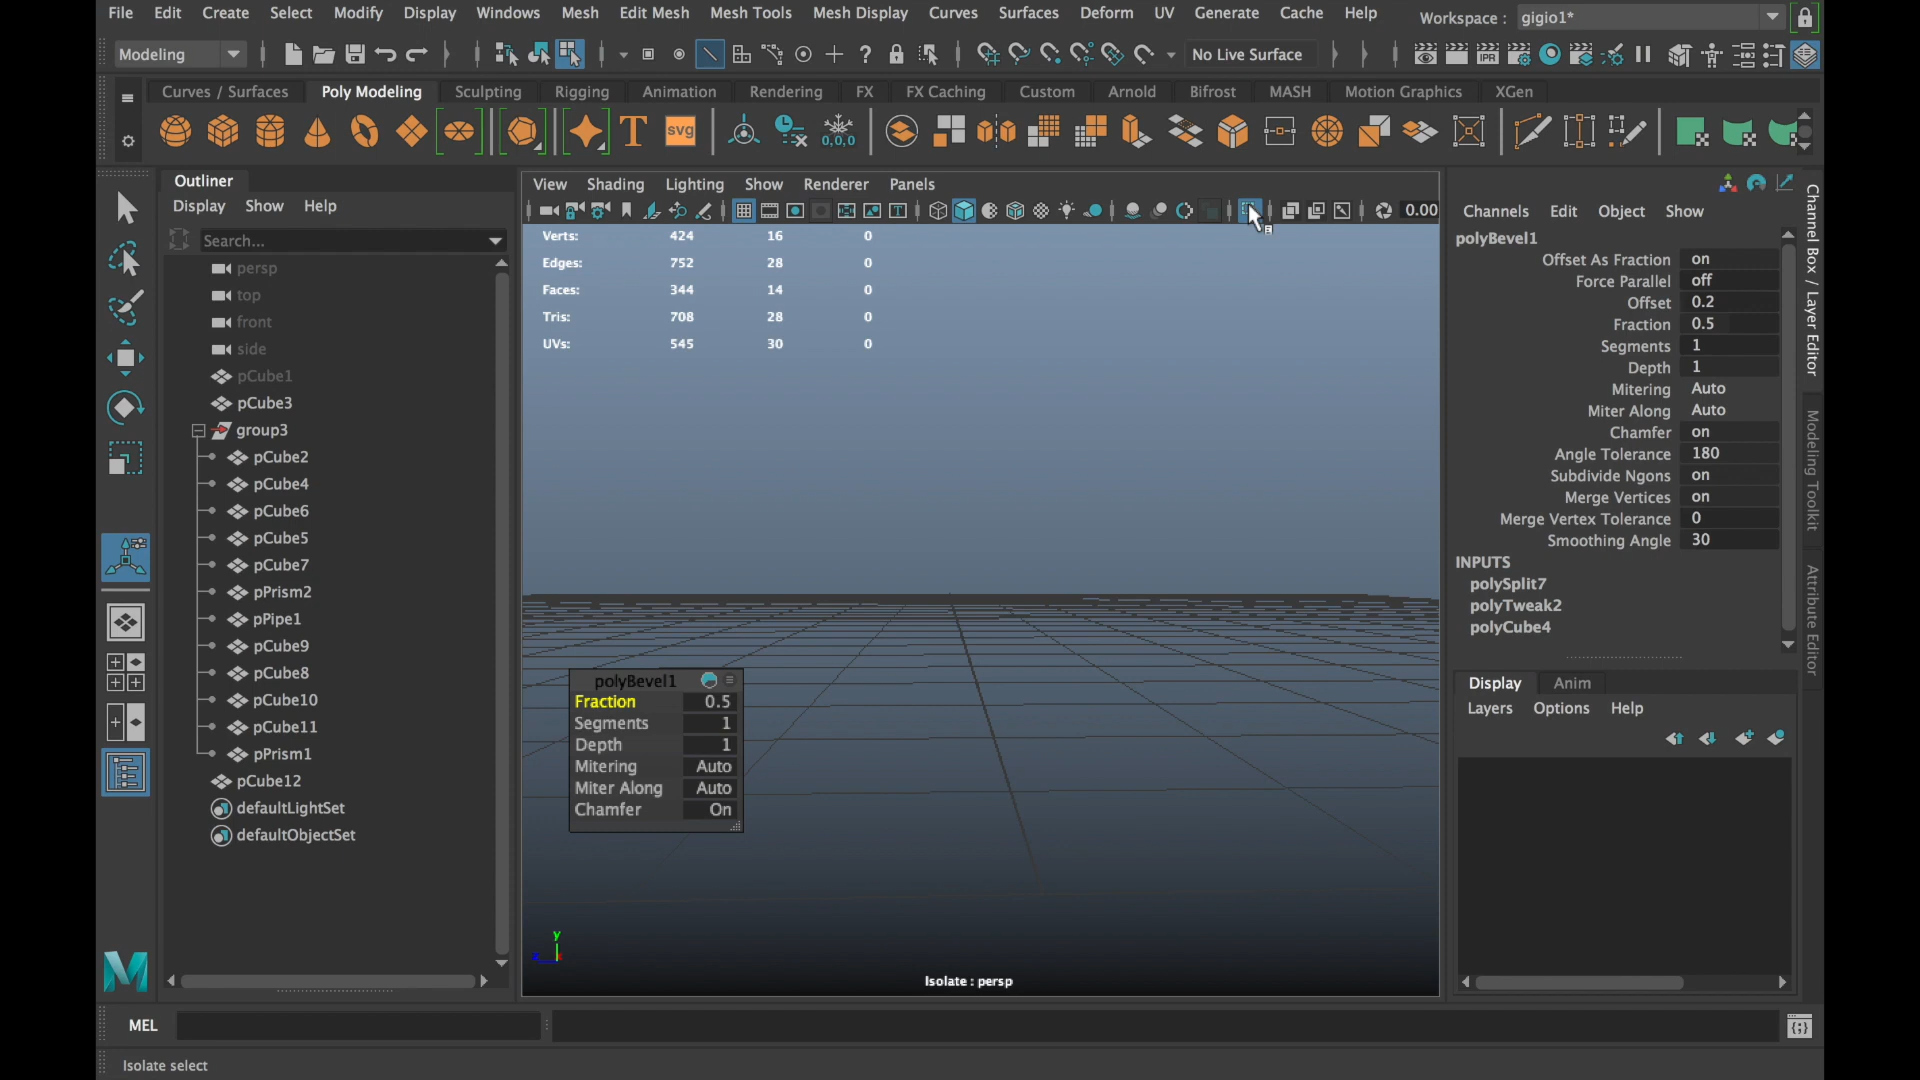 File Edit Create Select Modify Display Windows Mesh Edit Mesh Mesh Tools Mesh Display Curves Surfaces Deform UV Generate Cache Help Workspace : gigio1*
Modeling No Live Surface
Curves / Surfaces Poly Modeling Sculpting Rigging Animation Rendering FX FX Caching Custom Arnold Bifrost MASH Motion Graphics XGen
T svg 0,0,0
Outliner
Display Show Help
Search...
persp
top
front
side
pCube1
pCube3
group3
pCube2
pCube4
pCube6
pCube5
pCube7
pPrism2
pPipe1
pCube9
pCube8
pCube10
pCube11
pPrism1
pCube12
defaultLightSet
defaultObjectSet
View Shading Lighting Show Renderer Panels
0.00
Verts: 424 16 0
Edges: 752 28 0
Faces: 344 14 0
Tris: 708 28 0
UVs: 545 30 0
polyBevel1
Fraction 0.5
Segments 1
Depth 1
Mitering Auto
Miter Along Auto
Chamfer On
y
Isolate : persp
Channels Edit Object Show
polyBevel1
Offset As Fraction on
Force Parallel off
Offset 0.2
Fraction 0.5
Segments 1
Depth 1
Mitering Auto
Miter Along Auto
Chamfer on
Angle Tolerance 180
Subdivide Ngons on
Merge Vertices on
Merge Vertex Tolerance 0
Smoothing Angle 30
INPUTS
polySplit7
polyTweak2
polyCube4
Display Anim
Layers Options Help
Channel Box / Layer Editor
Modeling Toolkit
Attribute Editor
MEL
Isolate select